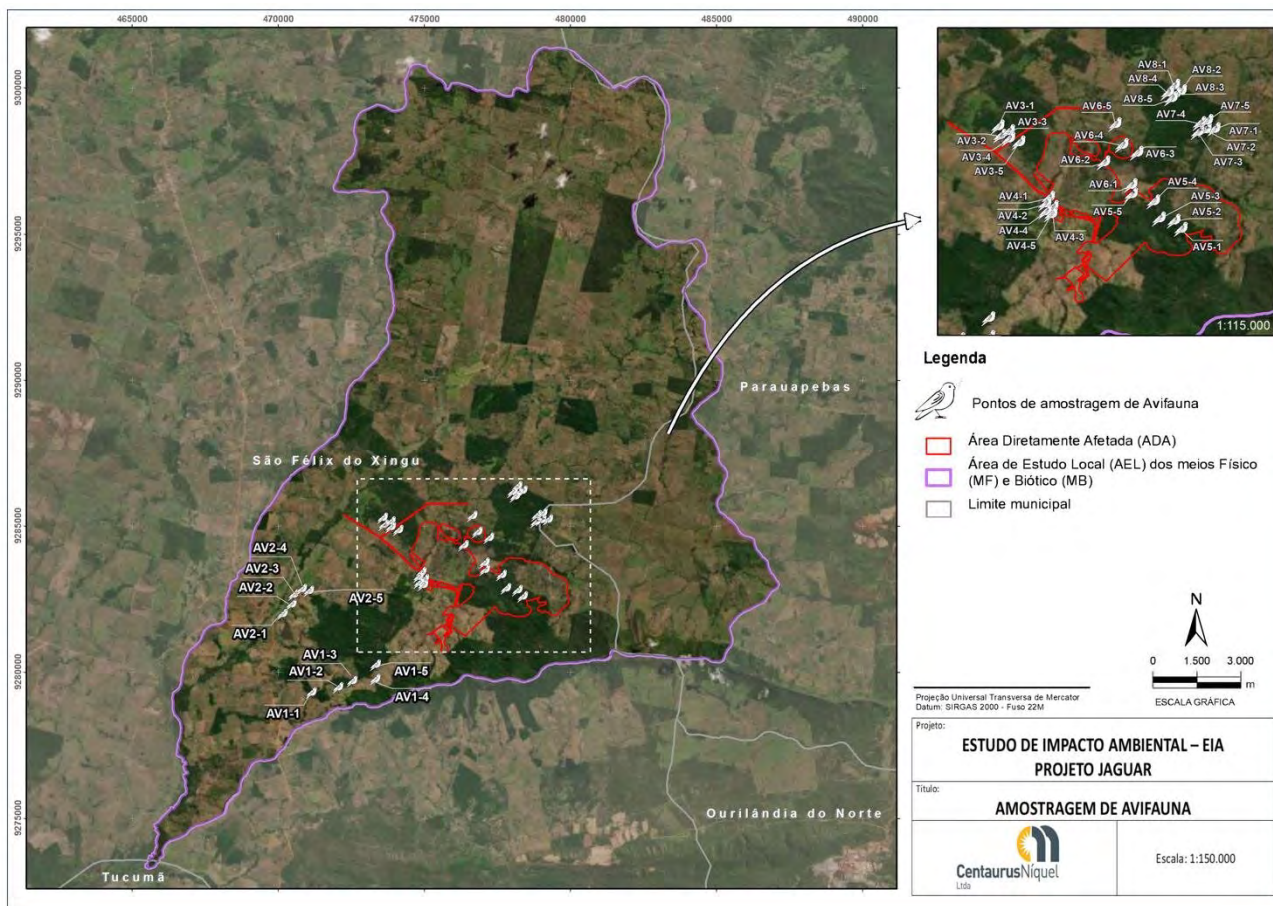 465000
470000
475000
480000
485000
490000
9300000
9295000
9290000
9285000
9280000
9275000
São Félix do Xingu
Parauapebas
Ourilândia do Norte
Tucumã
AV2-4
AV2-3
AV2-2
AV2-1
AV2-5
AV1-3
AV1-2
AV1-1
AV1-5
AV1-4
AV8-1
AV8-4
AV8-5
AV8-2
AV8-3
AV7-4
AV7-5
AV7-1
AV7-2
AV7-3
AV3-1
AV3-3
AV3-2
AV3-4
AV3-5
AV6-5
AV6-4
AV6-2
AV6-3
AV6-1
AV4-1
AV4-2
AV4-4
AV4-5
AV4-3
AV5-5
AV5-4
AV5-3
AV5-2
AV5-1
1:115.000
Legenda
Pontos de amostragem de Avifauna
Área Diretamente Afetada (ADA)
Área de Estudo Local (AEL) dos meios Físico
(MF) e Biótico (MB)
Limite municipal
N
0 1.500 3.000
m
ESCALA GRÁFICA
Projeção Universal Transversa de Mercator
Datum: SIRGAS 2000 - Fuso 22M
Projeto:
ESTUDO DE IMPACTO AMBIENTAL – EIA
PROJETO JAGUAR
Título:
AMOSTRAGEM DE AVIFAUNA
CentaurusNíquel
Ltda
Escala: 1:150.000